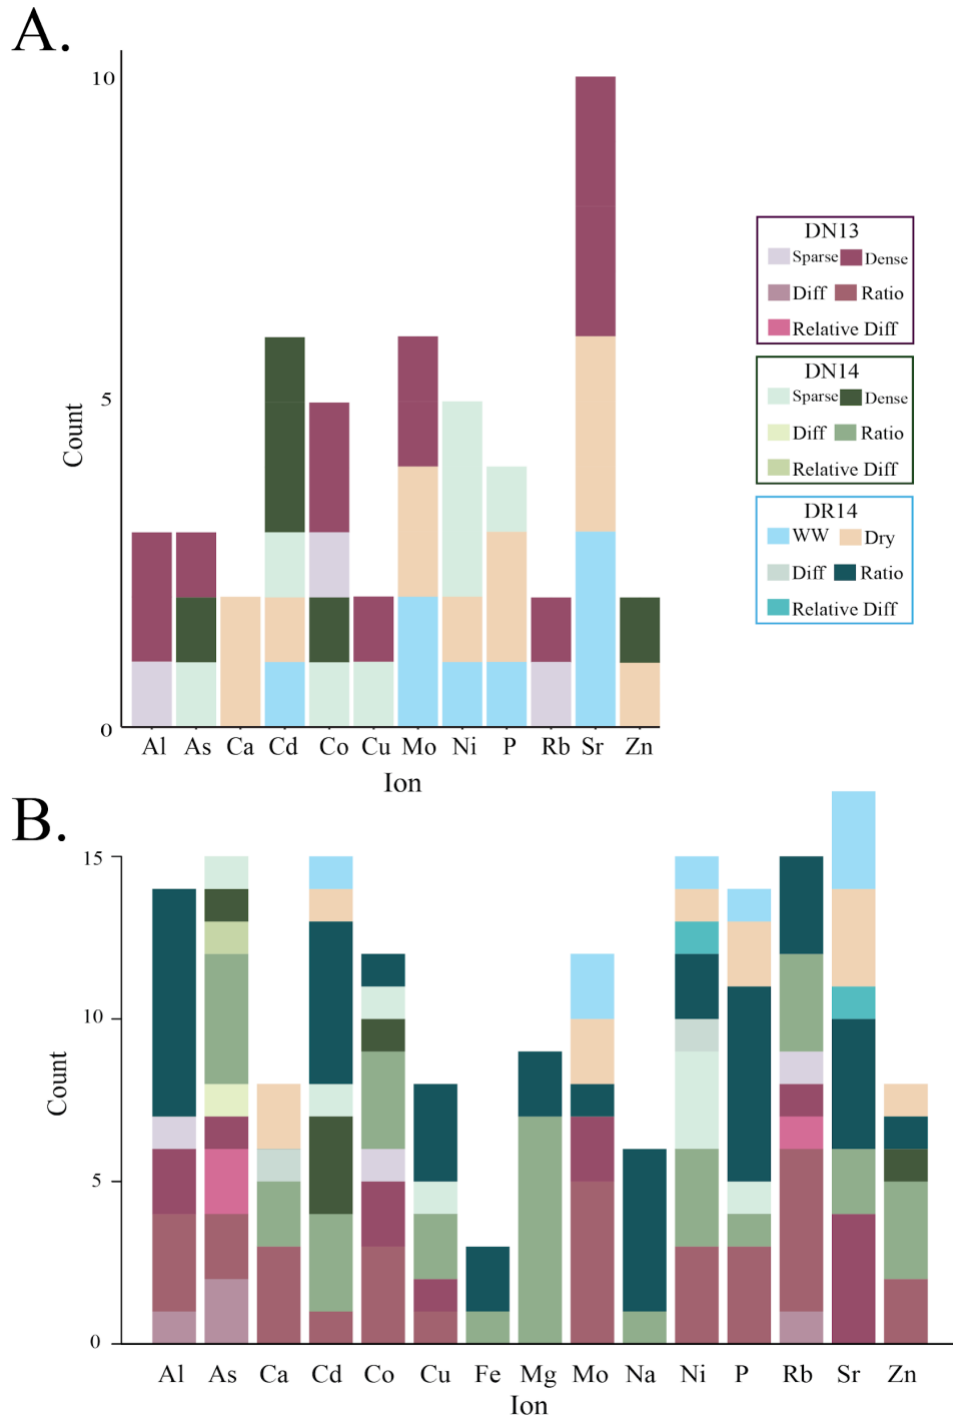 A.
10
5
0
Count
Al As Ca Cd Co Cu Mo Ni P Rb Sr Zn
Ion
DN13
Sparse Dense
Diff Ratio
Relative Diff
DN14
Sparse Dense
Diff Ratio
Relative Diff
DR14
WW Dry
Diff Ratio
Relative Diff
B.
15
10
5
0
Count
Al As Ca Cd Co Cu Fe Mg Mo Na Ni P Rb Sr Zn
Ion